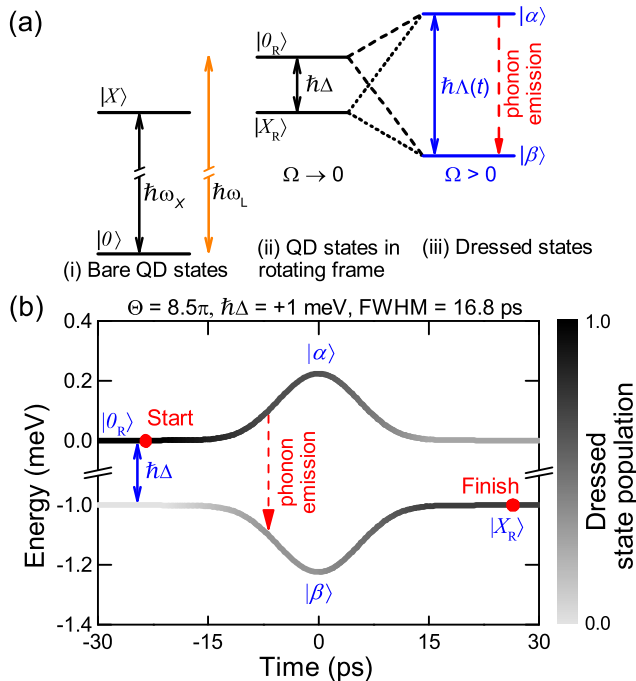 (a)
|0_R⟩
|α⟩
|X⟩
ħΔ
ħΛ(t)
phonon
emission
|X_R⟩
|β⟩
ħω_X
ħω_L
Ω → 0
Ω > 0
|0⟩
(i) Bare QD states
(ii) QD states in
rotating frame
(iii) Dressed states
(b)
Θ = 8.5π, ħΔ = +1 meV, FWHM = 16.8 ps
0.4
0.2
0.0
-1.0
-1.2
-1.4
Energy (meV)
|α⟩
|0_R⟩
Start
ħΔ
phonon
emission
Finish
|X_R⟩
|β⟩
-30
-15
0
15
30
Time (ps)
1.0
0.0
Dressed
state population